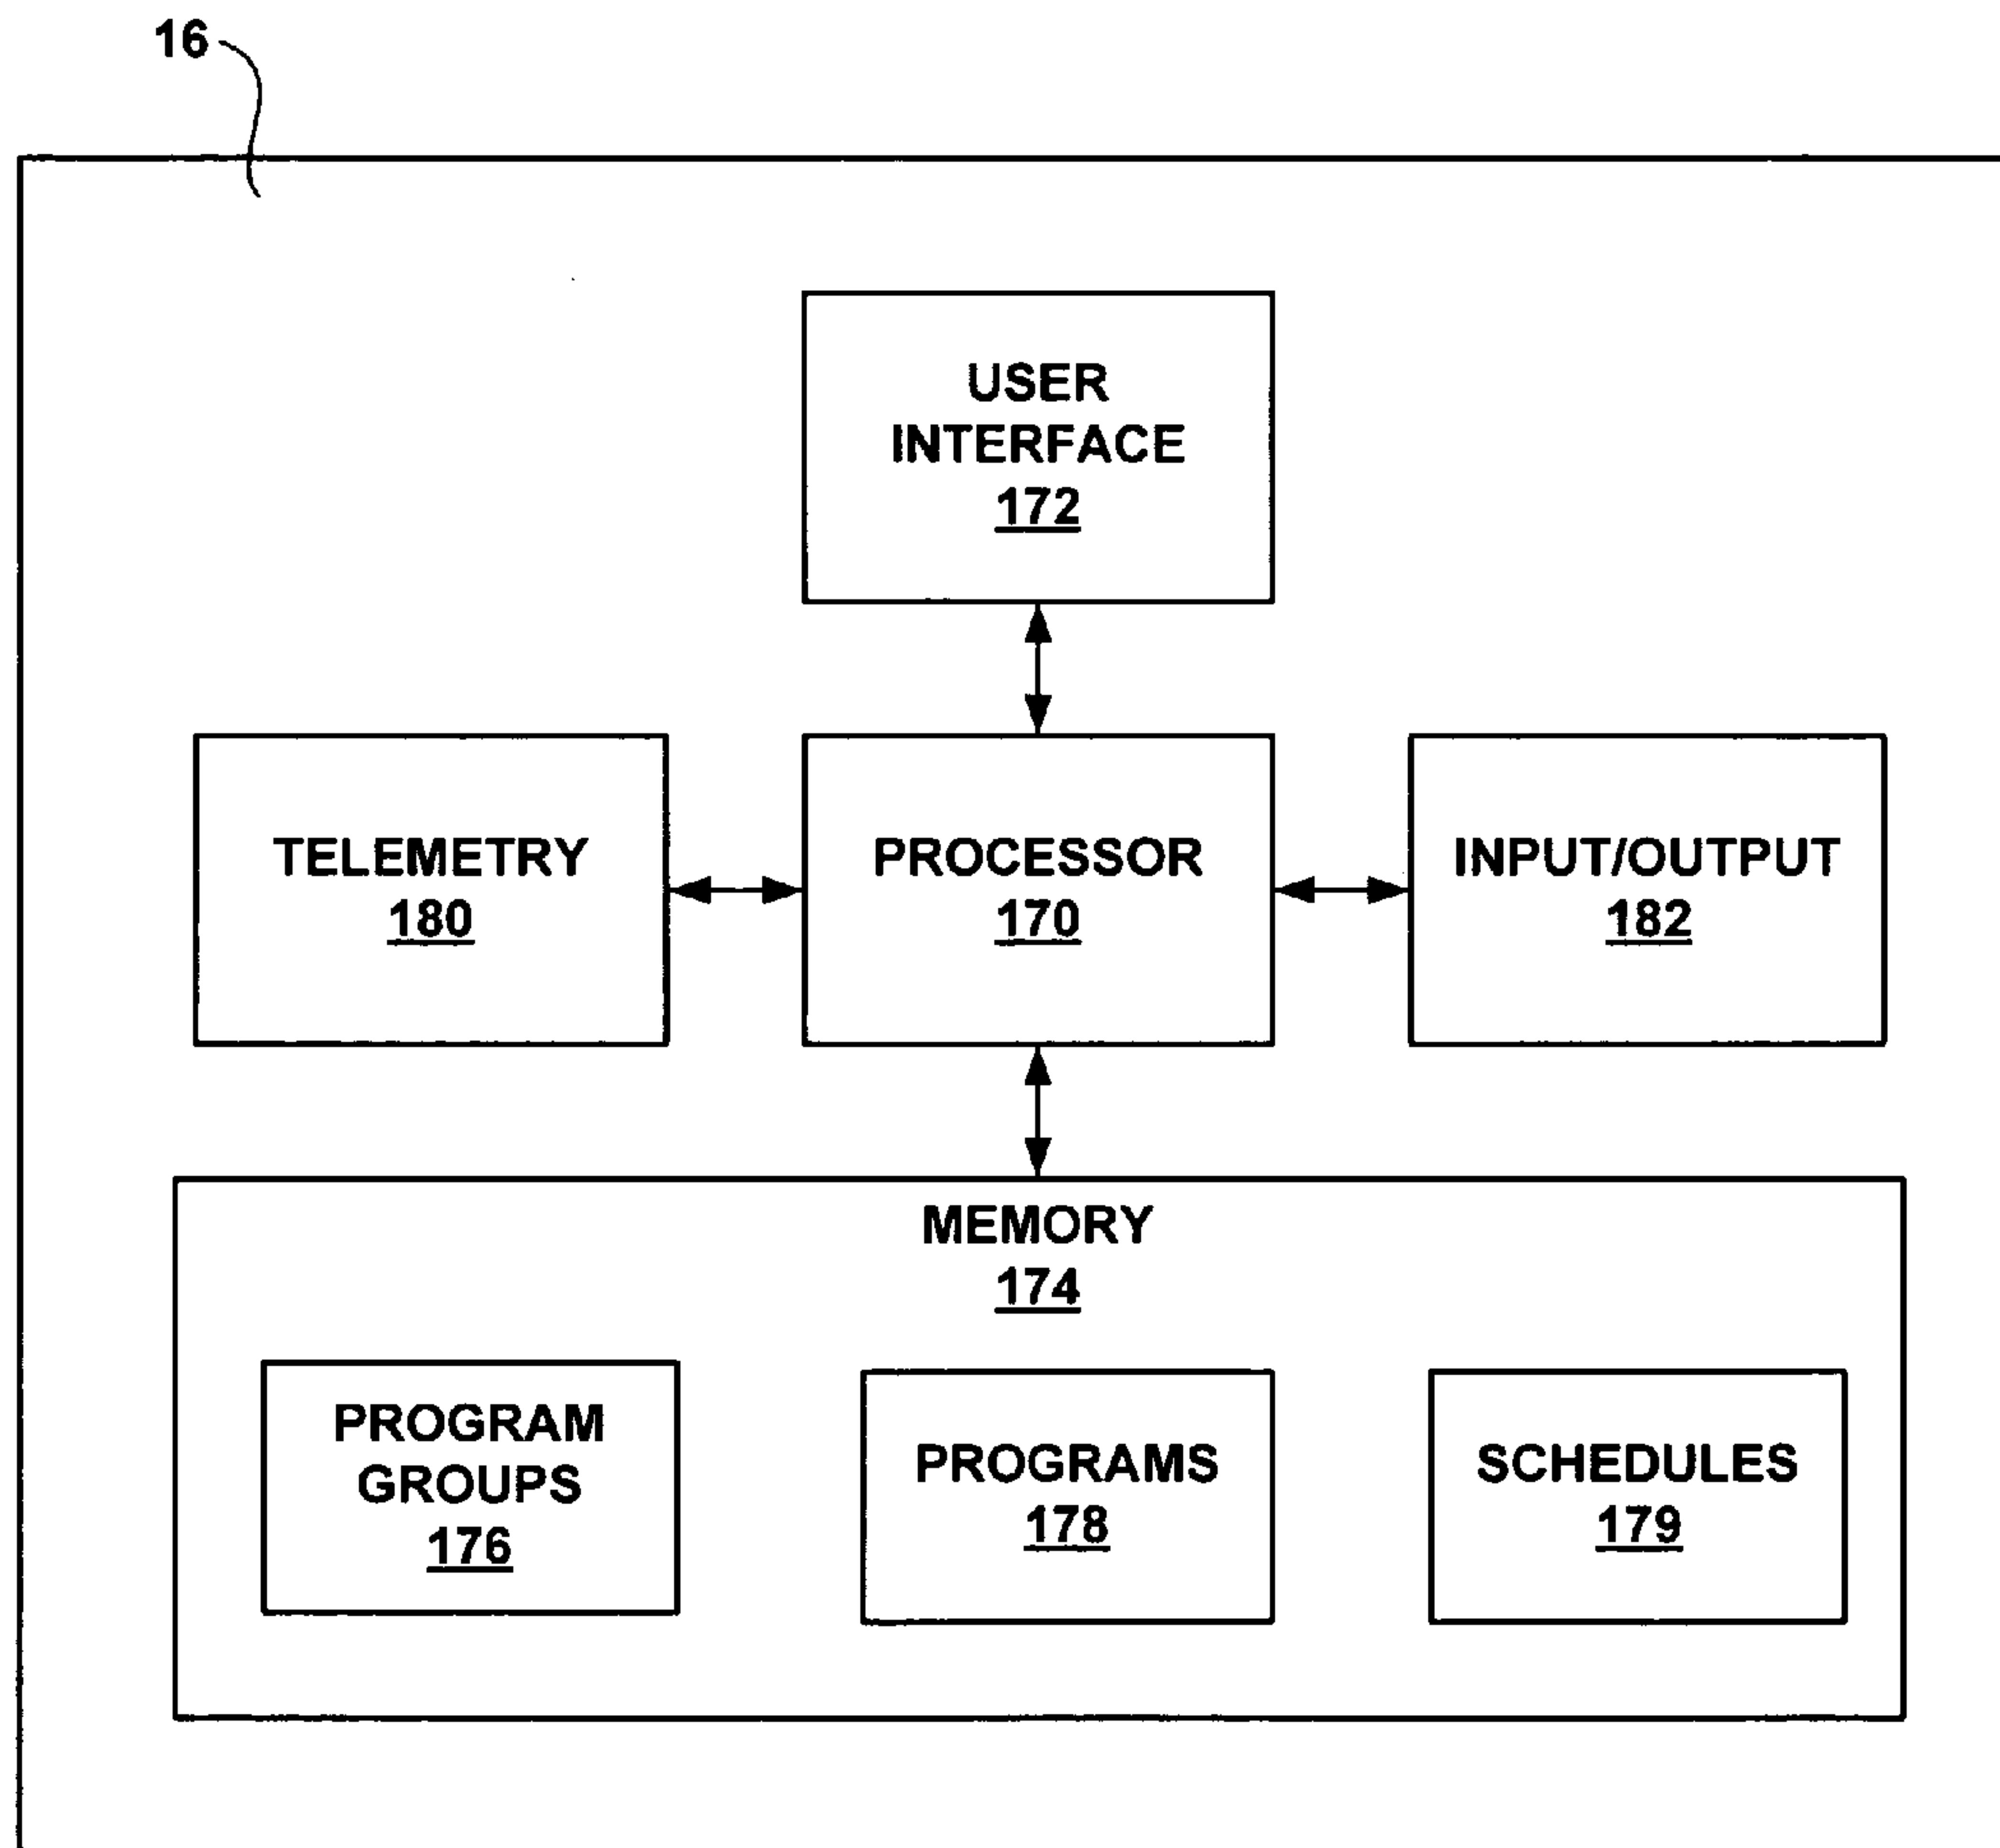 16
USER
INTERFACE
172
TELEMETRY
180
PROCESSOR
170
INPUT/OUTPUT
182
MEMORY
174
PROGRAM
GROUPS
176
PROGRAMS
178
SCHEDULES
179